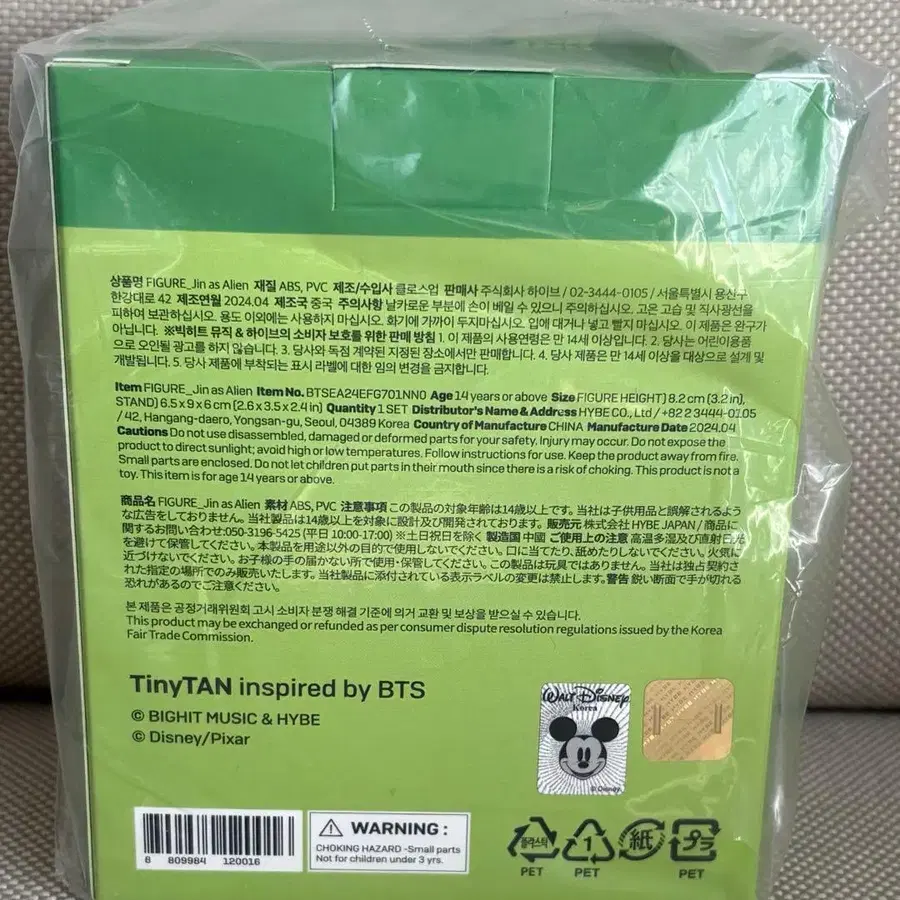 상품명 FIGURE_Jin as Alien 재질 ABS, PVC 제조/수입사 클로스업 판매사 주식회사 하이브 / 02-3444-0105 / 서울특별시 용산구
한강대로 42 제조연월 2024.04 제조국 중국 주의사항 날카로운 부분에 손이 베일 수 있으니 주의하십시오. 고온 고습 및 직사광선을
피하여 보관하십시오. 용도 이외에는 사용하지 마십시오. 화기에 가까이 두지마십시오. 입에 대거나 넣고 빨지 마십시오. 이 제품은 완구가
아닙니다. ※빅히트 뮤직 & 하이브의 소비자 보호를 위한 판매 방침 1. 이 제품의 사용연령은 만 14세 이상입니다. 2. 당사는 어린이용품
으로 오인될 광고를 하지 않습니다. 3. 당사와 독점 계약된 지정된 장소에서만 판매합니다. 4. 당사 제품은 만 14세 이상을 대상으로 설계 및
개발됩니다. 5. 당사 제품에 부착되는 표시 라벨에 대한 임의 변경을 금지합니다.
Item FIGURE_Jin as Alien Item No. BTSEA24EFG701NN0 Age 14 years or above Size FIGURE HEIGHT) 8.2 cm (3.2 in),
STAND) 6.5 x 9 x 6 cm (2.6 x 3.5 x 2.4 in) Quantity 1 SET Distributor's Name & Address HYBE CO., Ltd / +82 2 3444-0105
/ 42, Hangang-daero, Yongsan-gu, Seoul, 04389 Korea Country of Manufacture CHINA Manufacture Date 2024.04
Cautions Do not use disassembled, damaged or deformed parts for your safety. Injury may occur. Do not expose the
product to direct sunlight; avoid high or low temperatures. Follow instructions for use. Keep the product away from fire.
Small parts are enclosed. Do not let children put parts in their mouth since there is a risk of choking. This product is not a
toy. This item is for age 14 years or above.
商品名 FIGURE_Jin as Alien 素材 ABS, PVC 注意事項 この製品の対象年齢は14歳以上です。当社は子供用品と誤解されるよう
な広告をしておりません。当社製品は14歳以上を対象に設計及び開発されております。販売元 株式会社 HYBE JAPAN / 商品に
関するお問い合わせ:050-3196-5425 (平日 10:00-17:00) ※土日祝日を除く 製造国 中國 ご使用上の注意 高温多湿及び直射日光
を避けて保管してください。本製品を用途以外の目的で使用しないでください。口に当てたり、舐めたりしないでください。火気に
近づけないでください。お子様の手の届かない所で使用・保管してください。この製品は玩具ではありません。当社は独占契約さ
れた指定の場所でのみ販売いたします。当社製品に添付されている表示ラベルの変更は禁止します。警告 鋭い断面で手が切れる
恐れがあるのでご注意ください。
본 제품은 공정거래위원회 고시 소비자 분쟁 해결 기준에 의거 교환 및 보상을 받으실 수 있습니다.
This product may be exchanged or refunded as per consumer dispute resolution regulations issued by the Korea
Fair Trade Commission.
TinyTAN inspired by BTS
© BIGHIT MUSIC & HYBE
© Disney/Pixar
WALT DISNEY
Korea
© Disney
8 809984 120016
WARNING :
CHOKING HAZARD -Small parts
Not for children under 3 yrs.
플라스틱 1 紙 プラ
PET PET PET